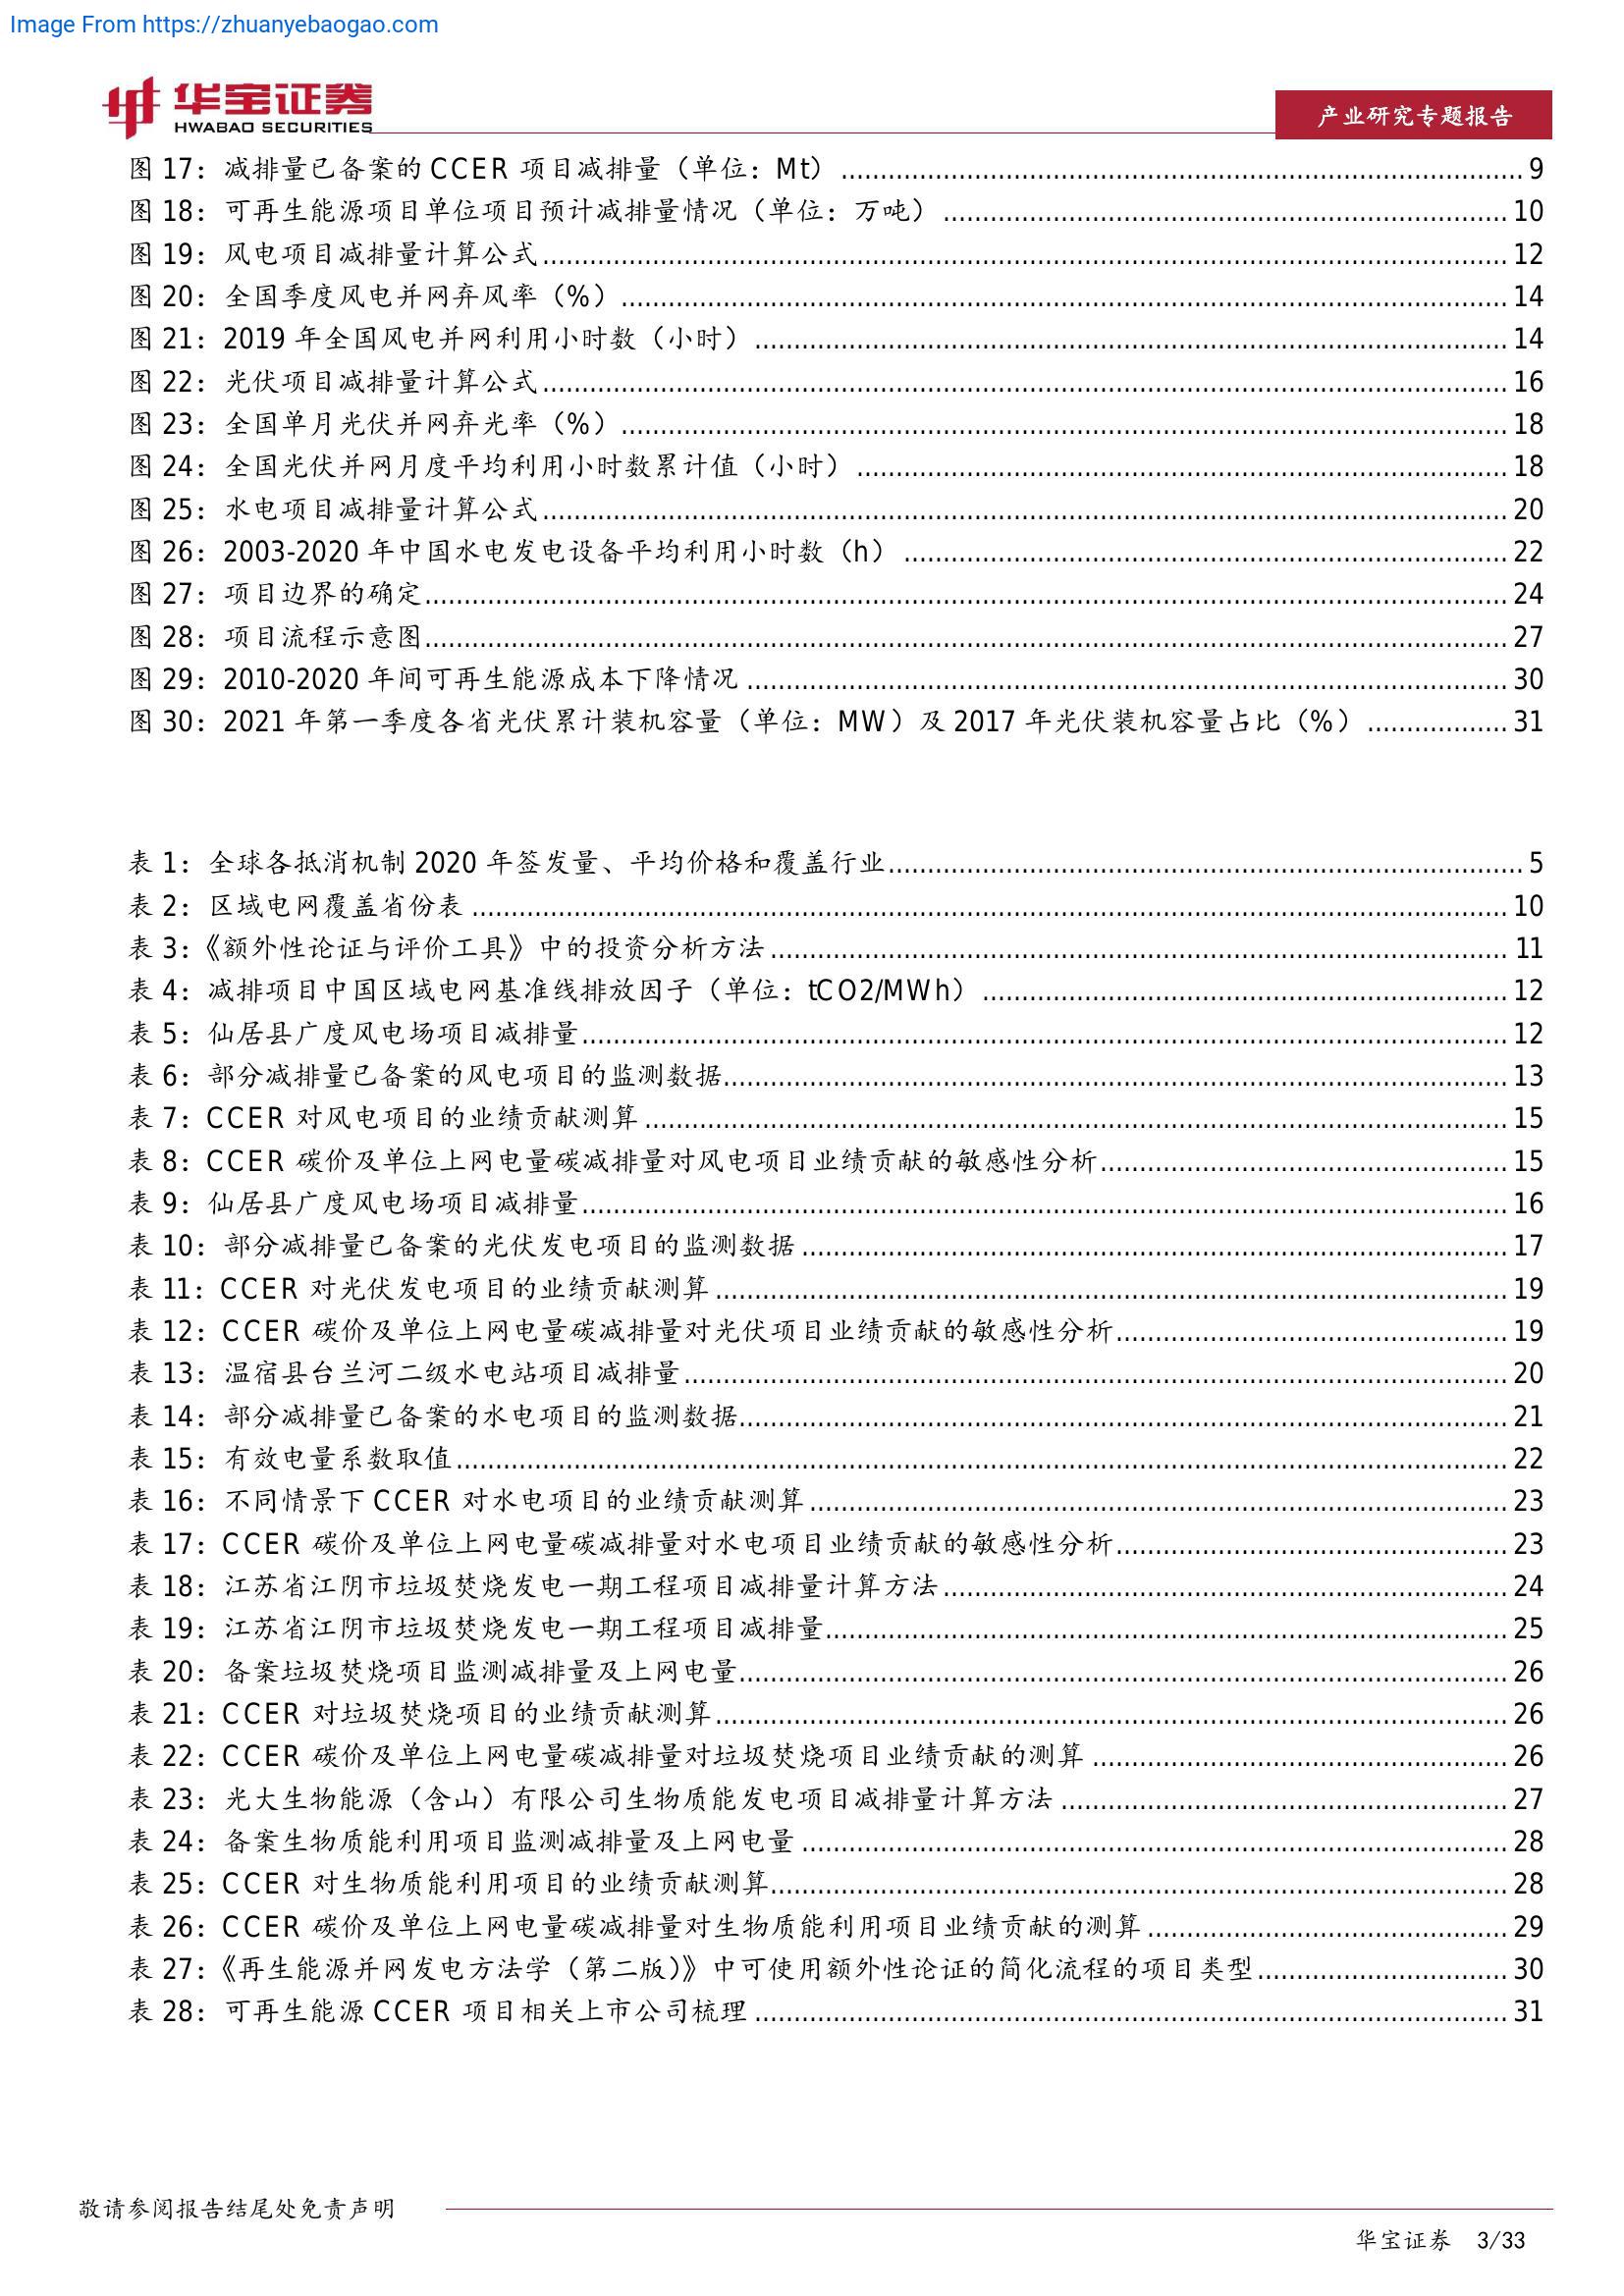 Image From https://zhuanyebaogao.com
华宝证券
HWABAO SECURITIES
产业研究专题报告
图 17：减排量已备案的 CCER 项目减排量（单位：Mt） ........ 9
图 18：可再生能源项目单位项目预计减排量情况（单位：万吨） ........ 10
图 19：风电项目减排量计算公式 ........ 12
图 20：全国季度风电并网弃风率（%） ........ 14
图 21：2019 年全国风电并网利用小时数（小时） ........ 14
图 22：光伏项目减排量计算公式 ........ 16
图 23：全国单月光伏并网弃光率（%） ........ 18
图 24：全国光伏并网月度平均利用小时数累计值（小时） ........ 18
图 25：水电项目减排量计算公式 ........ 20
图 26：2003-2020 年中国水电发电设备平均利用小时数（h） ........ 22
图 27：项目边界的确定 ........ 24
图 28：项目流程示意图 ........ 27
图 29：2010-2020 年间可再生能源成本下降情况 ........ 30
图 30：2021 年第一季度各省光伏累计装机容量（单位：MW）及 2017 年光伏装机容量占比（%） ........ 31
表 1：全球各抵消机制 2020 年签发量、平均价格和覆盖行业 ........ 5
表 2：区域电网覆盖省份表 ........ 10
表 3：《额外性论证与评价工具》中的投资分析方法 ........ 11
表 4：减排项目中国区域电网基准线排放因子（单位：tCO2/MWh） ........ 12
表 5：仙居县广度风电场项目减排量 ........ 12
表 6：部分减排量已备案的风电项目的监测数据 ........ 13
表 7：CCER 对风电项目的业绩贡献测算 ........ 15
表 8：CCER 碳价及单位上网电量碳减排量对风电项目业绩贡献的敏感性分析 ........ 15
表 9：仙居县广度风电场项目减排量 ........ 16
表 10：部分减排量已备案的光伏发电项目的监测数据 ........ 17
表 11：CCER 对光伏发电项目的业绩贡献测算 ........ 19
表 12：CCER 碳价及单位上网电量碳减排量对光伏项目业绩贡献的敏感性分析 ........ 19
表 13：温宿县台兰河二级水电站项目减排量 ........ 20
表 14：部分减排量已备案的水电项目的监测数据 ........ 21
表 15：有效电量系数取值 ........ 22
表 16：不同情景下 CCER 对水电项目的业绩贡献测算 ........ 23
表 17：CCER 碳价及单位上网电量碳减排量对水电项目业绩贡献的敏感性分析 ........ 23
表 18：江苏省江阴市垃圾焚烧发电一期工程项目减排量计算方法 ........ 24
表 19：江苏省江阴市垃圾焚烧发电一期工程项目减排量 ........ 25
表 20：备案垃圾焚烧项目监测减排量及上网电量 ........ 26
表 21：CCER 对垃圾焚烧项目的业绩贡献测算 ........ 26
表 22：CCER 碳价及单位上网电量碳减排量对垃圾焚烧项目业绩贡献的测算 ........ 26
表 23：光大生物能源（含山）有限公司生物质能发电项目减排量计算方法 ........ 27
表 24：备案生物质能利用项目监测减排量及上网电量 ........ 28
表 25：CCER 对生物质能利用项目的业绩贡献测算 ........ 28
表 26：CCER 碳价及单位上网电量碳减排量对生物质能利用项目业绩贡献的测算 ........ 29
表 27：《再生能源并网发电方法学（第二版）》中可使用额外性论证的简化流程的项目类型 ........ 30
表 28：可再生能源 CCER 项目相关上市公司梳理 ........ 31
敬请参阅报告结尾处免责声明
华宝证券 3/33